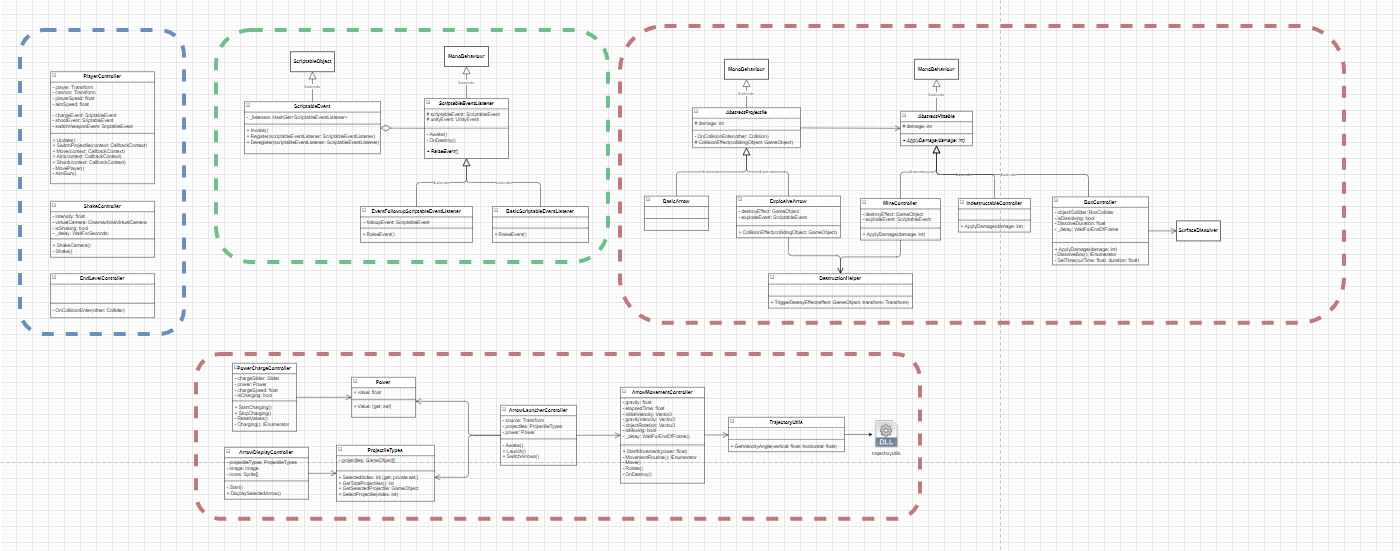 PlayerController
- player: Transform
- cannon: Transform
- playerSpeed: float
- aimSpeed: float
- chargeEvent: SriptableEvent
- shootEvent: SriptableEvent
- switchWeaponEvent: SriptableEvent
+ Update()
+ SwitchProjectile(context: CallbackContext)
+ Move(context: CallbackContext)
+ Aim(context: CallbackContext)
+ Shoot(context: CallbackContext)
- MovePlayer()
- AimGun()
ShakeController
- intensity: float
- virtualCamera: CinemachineVirtualCamera
- isShaking: bool
- _delay: WaitForSeconds
+ ShakeCamera()
- Shake()
EndLevelController
- OnCollisionEnter(other: Collider)
ScriptableObject
MonoBehaviour
Extends
Extends
ScriptableEvent
- _listeners: HashSet<ScriptableEventListener>
+ Invoke()
+ Register(scriptableEventListener: ScriptableEventListener)
+ Deregister(scriptableEventListener: ScriptableEventListener)
ScriptableEventListener
# scriptableEvent: ScriptableEvent
# unityEvent: UnityEvent
- Awake()
- OnDestroy()
+ RaiseEvent()
Extends
Extends
EventFollowupScriptableEventListener
- followupEvent: ScriptableEvent
+ RaiseEvent()
BasicScriptableEventListener
+ RaiseEvent()
MonoBehaviour
MonoBehaviour
Extends
Extends
AbstractProjectile
# damage: int
- OnCollisionEnter(other: Collision)
# CollisionEffect(collidingObject: GameObject)
AbstractHittable
# damage: int
+ ApplyDamage(damage: int)
Extends
Extends
Extends
Extends
Extends
BasicArrow
ExplosiveArrow
- destroyEffect: GameObject
- explodeEvent: ScriptableEvent
+ CollisionEffect(collidingObject: GameObject)
MineController
- destroyEffect: GameObject
- explodeEvent: ScriptableEvent
+ ApplyDamage(damage: int)
IndestructableController
+ ApplyDamage(damage: int)
BoxController
- objectCollider: BoxCollider
- isDissolving: bool
- DissolveDuration: float
- _delay: WaitForEndOfFrame
+ ApplyDamage(damage: int)
- DissolveBox(): IEnumerator
- SetTime(curTime: float, duration: float)
SurfaceDissolver
DestructionHelper
+ TriggerDestroyEffect(effect: GameObject, transform: Transform)
PowerChargeController
- chargeSlider: Slider
- power: Power
- chargeSpeed: float
- isCharging: bool
+ StartCharging()
+ StopCharging()
- ResetValues()
- Charging(): IEnumerator
Power
+ value: float
+ Value: {get; set}
ArrowDisplayController
- projectileTypes: ProjectileTypes
- image: Image
- icons: Sprite[]
- Start()
+ DisplaySelectedArrow()
ProjectileTypes
- projectiles: GameObject[]
+ SelectedIndex: int {get; private set;}
+ GetTotalProjectiles(): int
+ GetSelectedProjectile: GameObject
+ SelectProjectile(index: int)
ArrowLauncherController
- source: Transform
- projectiles: ProjectileTypes
- power: Power
- Awake()
+ Launch()
+ SwitchArrows()
ArrowMovementController
- gravity: float
- elapsedTime: float
- initialVelocity: Vector3
- gravityVelocity: Vector3
- objectRotation: Vector3
- isMoving: bool
- _delay: WaitForEndOfFrame()
+ StartMovement(power: float)
- MovementRoutine(): IEnumerator
- Move()
- Rotate()
- OnDestroy()
TrajectoryUtils
+ GetVelocityAngle(vertical: float, horizontal: float)
DLL
trajectoryutils